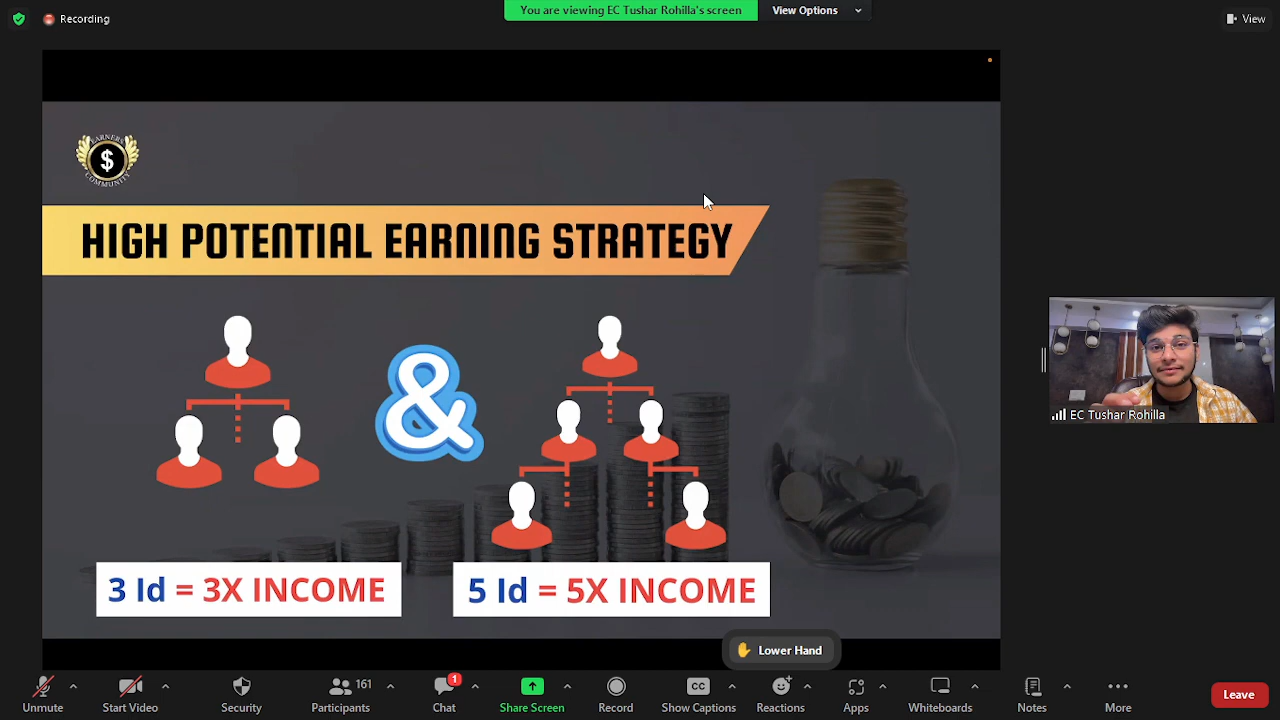 Recording
You are viewing EC Tushar Rohilla's screen
View Options
View
EARNERS
$
COMMUNITY
HIGH POTENTIAL EARNING STRATEGY
&
3 Id = 3X INCOME
5 Id = 5X INCOME
EC Tushar Rohilla
Lower Hand
Unmute
Start Video
Security
161
Participants
1
Chat
Share Screen
Record
CC
Show Captions
Reactions
Apps
Whiteboards
Notes
More
Leave